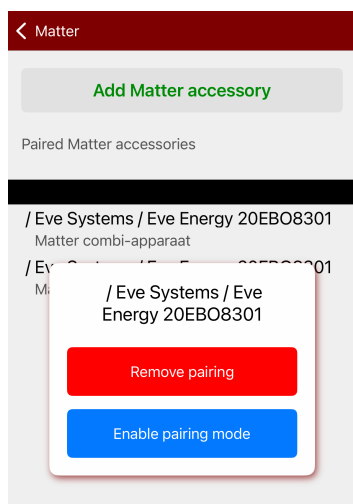 Matter
Add Matter accessory
Paired Matter accessories
/ Eve Systems / Eve Energy 20EBO8301
Matter combi-apparaat
/ Eve Systems / Eve
Energy 20EBO8301
Remove pairing
Enable pairing mode